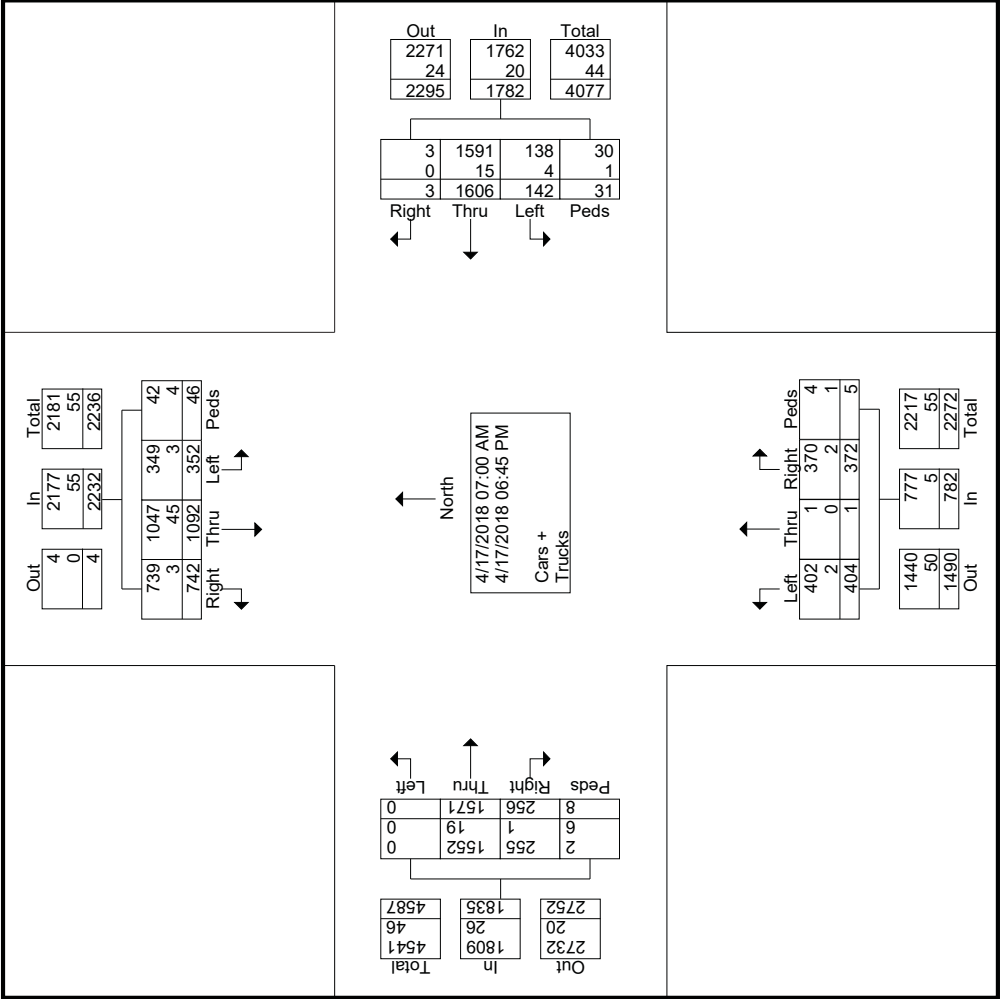 Out In Total
2271 1762 4033
24 20 44
2295 1782 4077
3 1591 138 30
0 15 4 1
3 1606 142 31
Right Thru Left Peds
Out In Total
4 2177 2181
0 55 55
4 2232 2236
739 1047 349 42
3 45 3 4
742 1092 352 46
Right Thru Left Peds
North
4/17/2018 07:00 AM
4/17/2018 06:45 PM
Cars +
Trucks
Left Thru Right Peds
402 1 370 4
2 0 2 1
404 1 372 5
1440 777 2217
50 5 55
1490 782 2272
Out In Total
Left Thru Right Peds
0 1571 256 8
0 19 1 6
0 1552 255 2
4587 1835 2752
46 26 20
4541 1809 2732
Total In Out